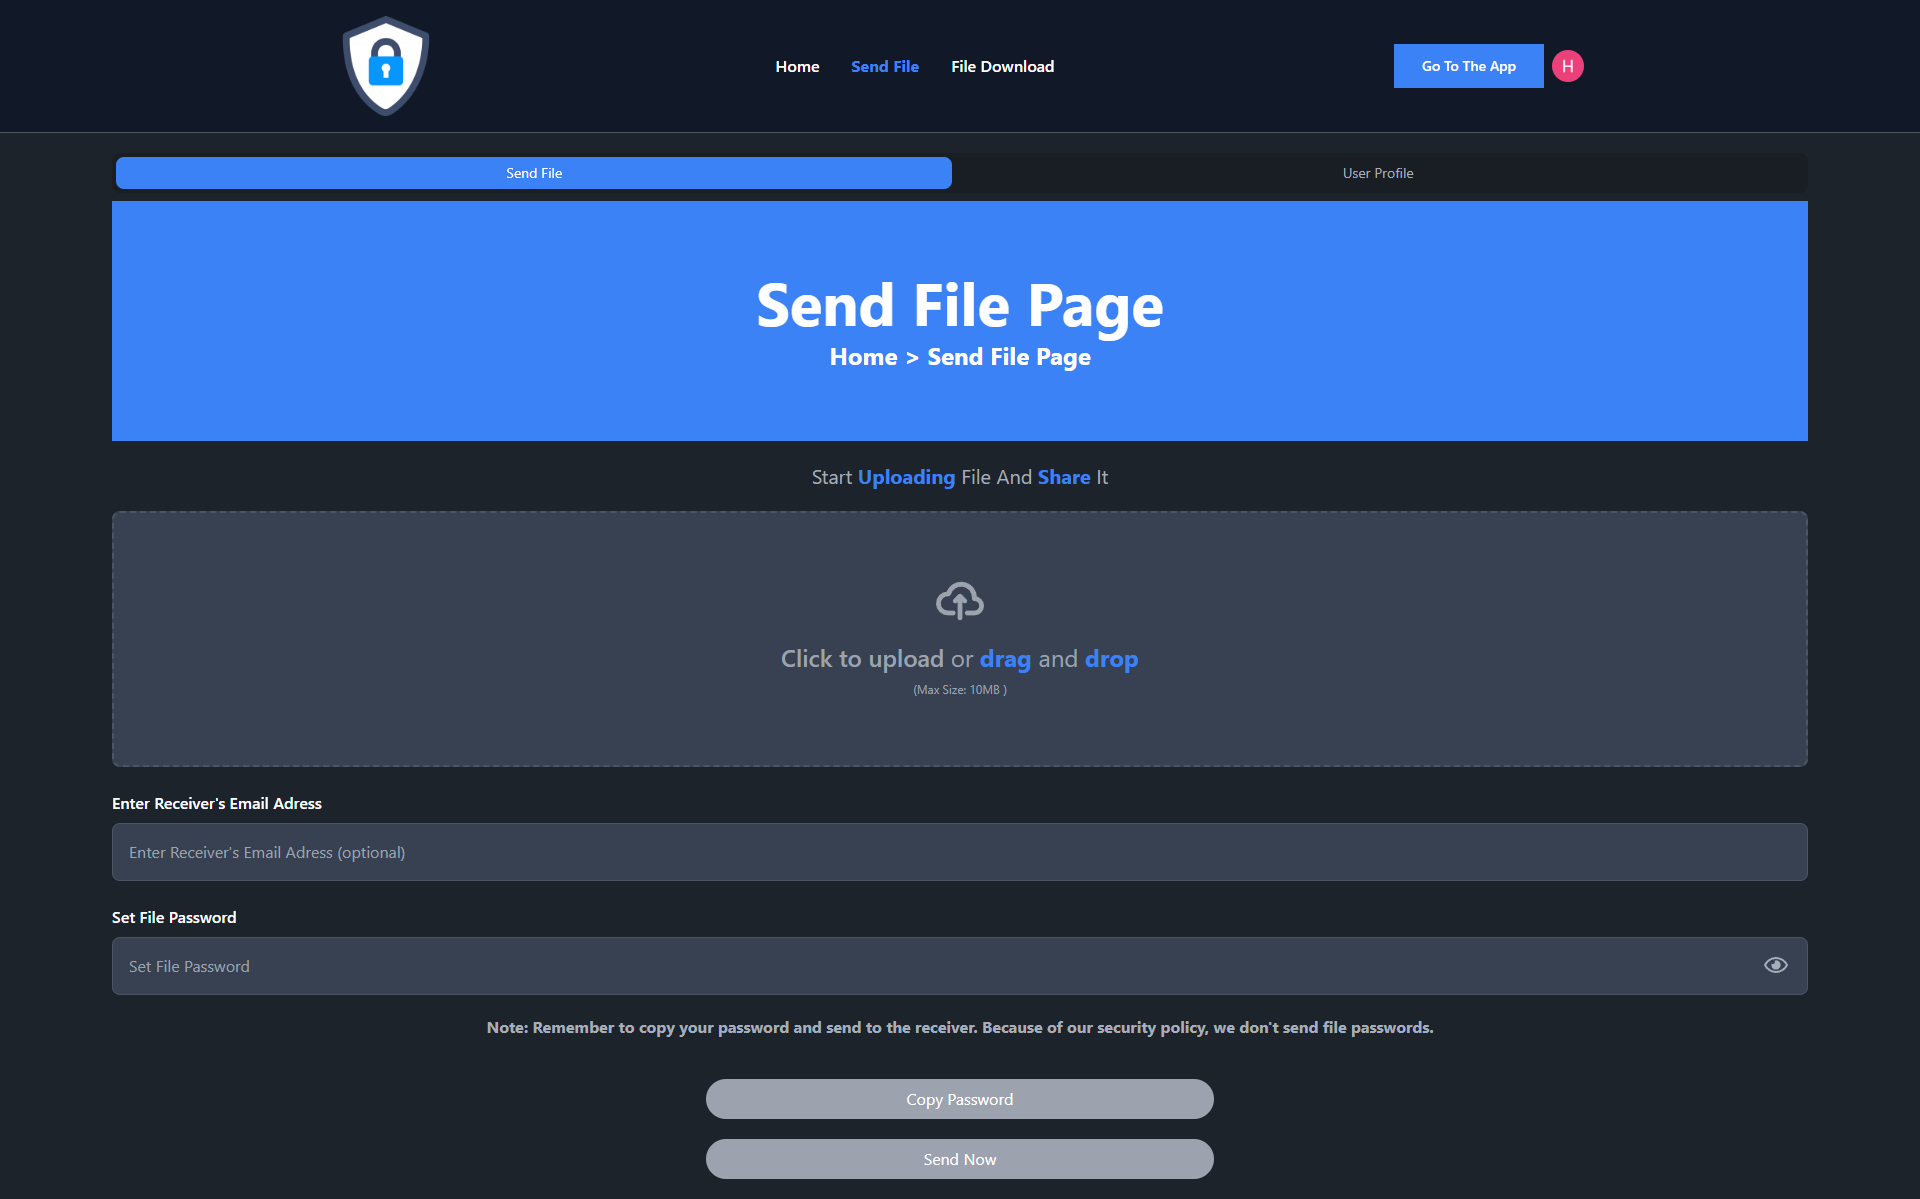 Home
Send File
File Download
Go To The App
H
Send File
User Profile
Send File Page
Home > Send File Page
Start Uploading File And Share It
Click to upload or drag and drop
(Max Size: 10MB )
Enter Receiver's Email Adress
Enter Receiver's Email Adress (optional)
Set File Password
Set File Password
Note: Remember to copy your password and send to the receiver. Because of our security policy, we don't send file passwords.
Copy Password
Send Now